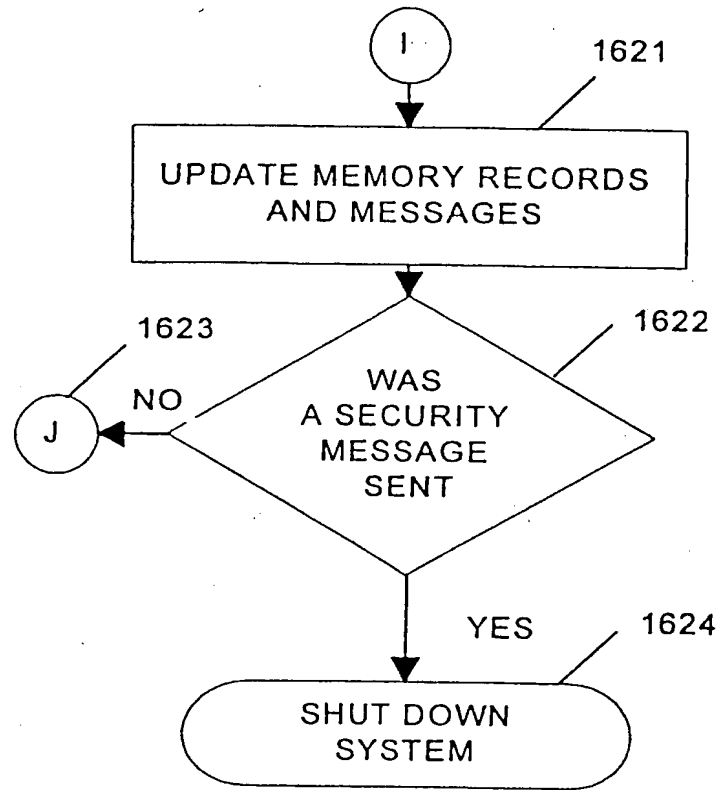 I
1621
UPDATE MEMORY RECORDS
AND MESSAGES
1622
1623
WAS
A SECURITY
MESSAGE
SENT
NO
J
YES
1624
SHUT DOWN
SYSTEM